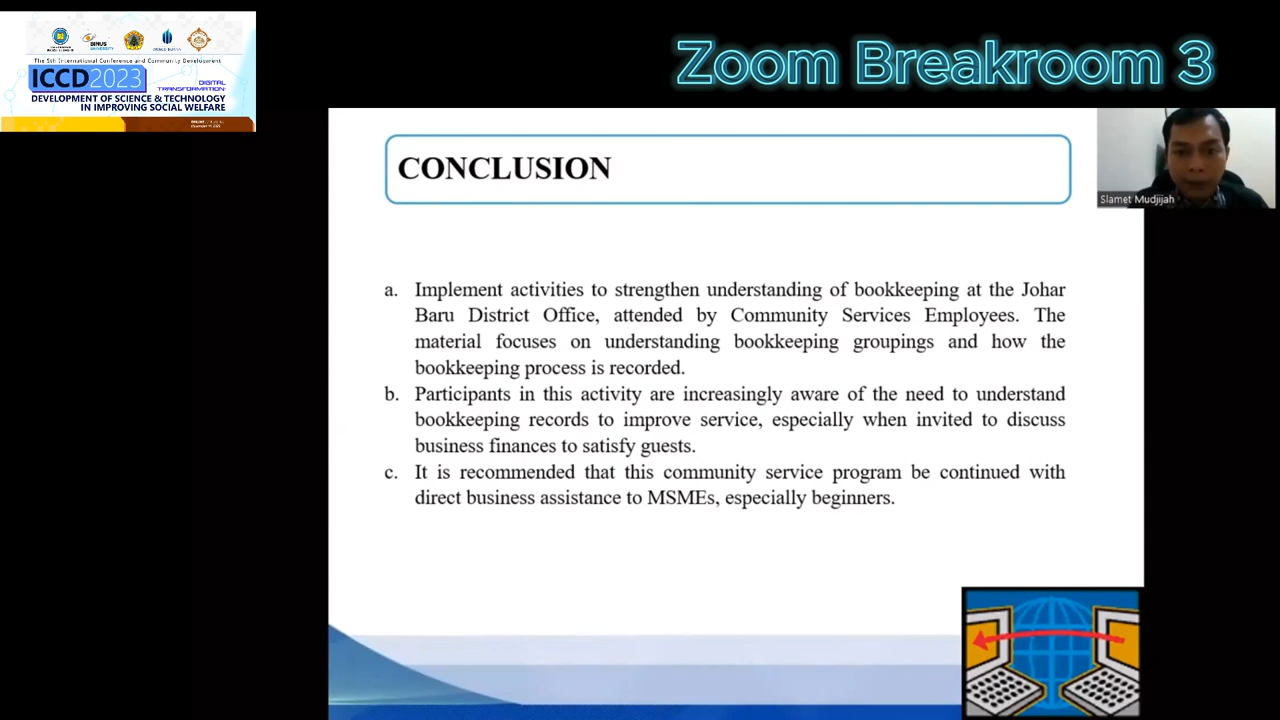 The 5th International Conference and Community Development
ICCD2023
DIGITAL
TRANSFORMATION:
DEVELOPMENT OF SCIENCE & TECHNOLOGY
IN IMPROVING SOCIAL WELFARE
BINUS
UNIVERSITY
Zoom Breakroom 3
Slamet Mudjijah
CONCLUSION
a. Implement activities to strengthen understanding of bookkeeping at the Johar
Baru District Office, attended by Community Services Employees. The
material focuses on understanding bookkeeping groupings and how the
bookkeeping process is recorded.
b. Participants in this activity are increasingly aware of the need to understand
bookkeeping records to improve service, especially when invited to discuss
business finances to satisfy guests.
c. It is recommended that this community service program be continued with
direct business assistance to MSMEs, especially beginners.